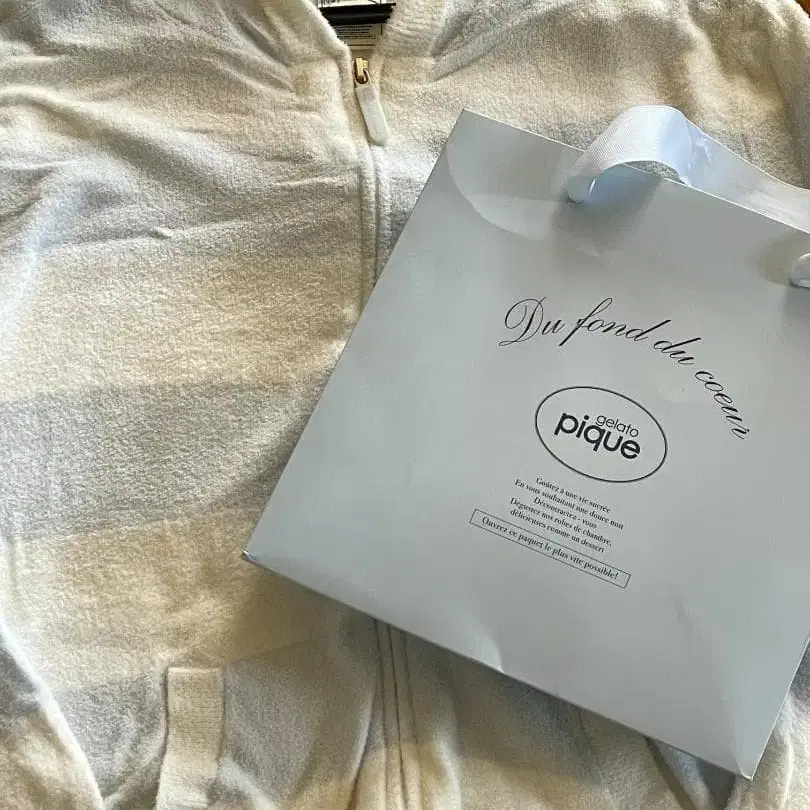 Du fond du coeur
gelato
pique
Goûtez à une vie sucrée
En vous souhaitant une douce nuit
Décontractez-vous
Dégustez nos robes de chambre,
délicieuses comme un dessert
Ouvrez ce paquet le plus vite possible!